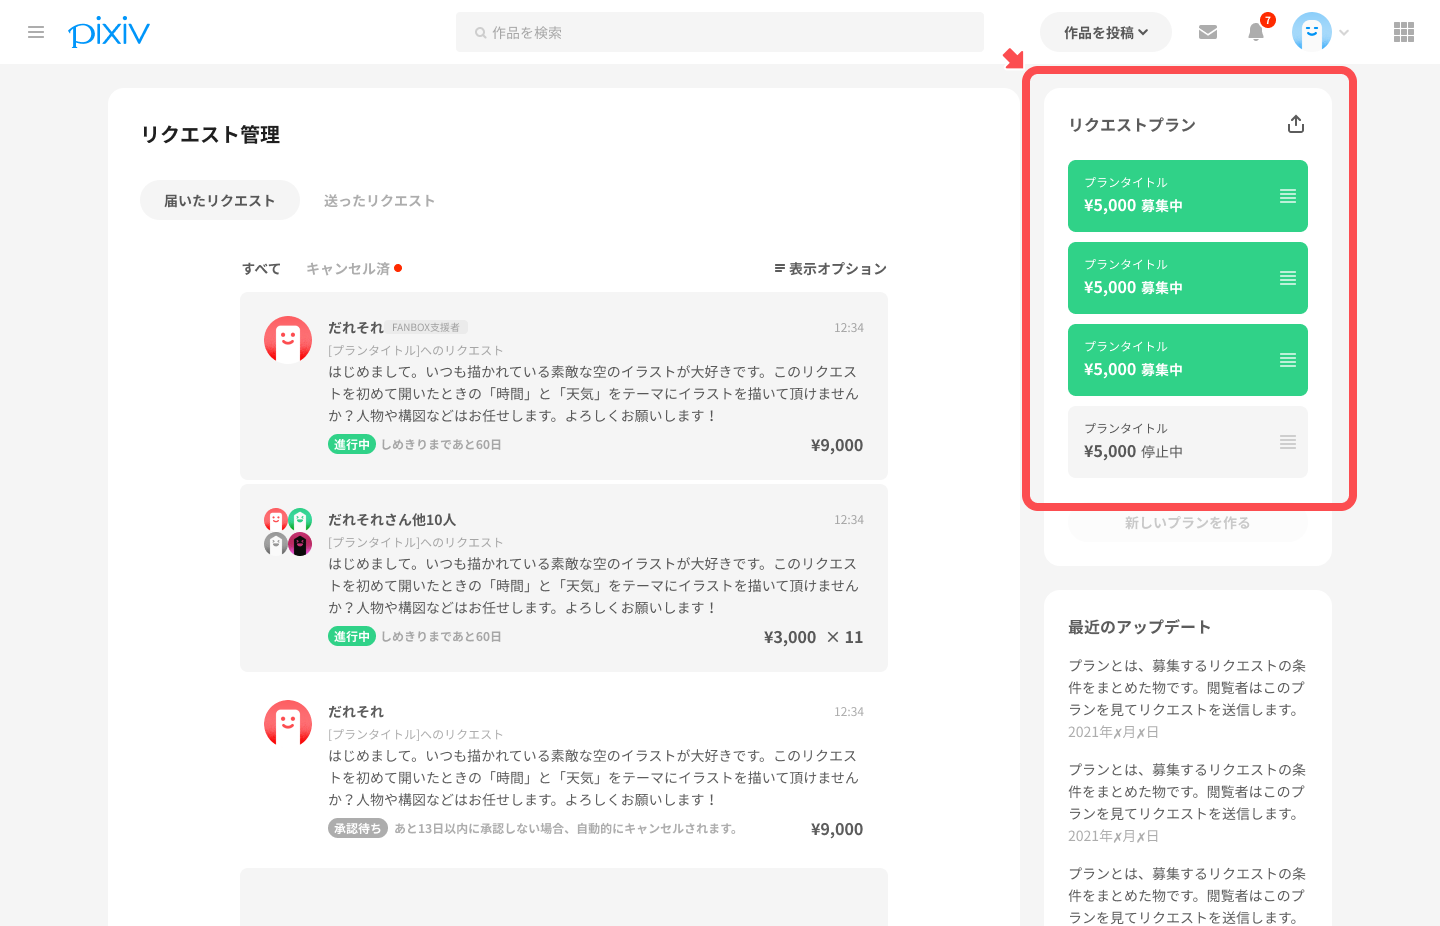 pixiv
作品を検索
作品を投稿
7
リクエスト管理
届いたリクエスト
送ったリクエスト
すべて
キャンセル済
表示オプション
だれそれ FANBOX支援者
12:34
[プランタイトル]へのリクエスト
はじめまして。いつも描かれている素敵な空のイラストが大好きです。このリクエス
トを初めて開いたときの「時間」と「天気」をテーマにイラストを描いて頂けません
か？人物や構図などはお任せします。よろしくお願いします！
進行中 しめきりまであと60日
¥9,000
だれそれさん他10人
12:34
[プランタイトル]へのリクエスト
はじめまして。いつも描かれている素敵な空のイラストが大好きです。このリクエス
トを初めて開いたときの「時間」と「天気」をテーマにイラストを描いて頂けません
か？人物や構図などはお任せします。よろしくお願いします！
進行中 しめきりまであと60日
¥3,000 × 11
だれそれ
12:34
[プランタイトル]へのリクエスト
はじめまして。いつも描かれている素敵な空のイラストが大好きです。このリクエス
トを初めて開いたときの「時間」と「天気」をテーマにイラストを描いて頂けません
か？人物や構図などはお任せします。よろしくお願いします！
承認待ち あと13日以内に承認しない場合、自動的にキャンセルされます。
¥9,000
リクエストプラン
プランタイトル
¥5,000 募集中
プランタイトル
¥5,000 募集中
プランタイトル
¥5,000 募集中
プランタイトル
¥5,000 停止中
新しいプランを作る
最近のアップデート
プランとは、募集するリクエストの条
件をまとめた物です。閲覧者はこのプ
ランを見てリクエストを送信します。
2021年✗月✗日
プランとは、募集するリクエストの条
件をまとめた物です。閲覧者はこのプ
ランを見てリクエストを送信します。
2021年✗月✗日
プランとは、募集するリクエストの条
件をまとめた物です。閲覧者はこのプ
ランを見てリクエストを送信します。